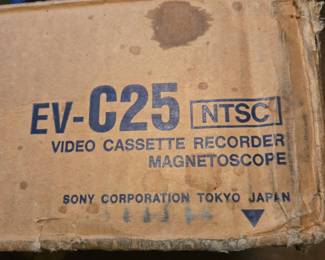 EV-C25 NTSC
VIDEO CASSETTE RECORDER
MAGNETOSCOPE
SONY CORPORATION TOKYO JAPAN